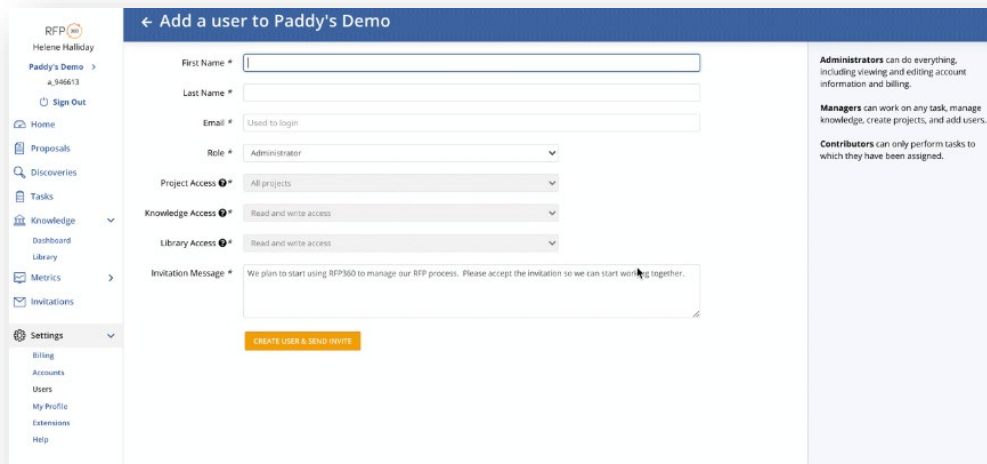 RFP360
Helene Halliday
Paddy's Demo >
a_946613
Sign Out
Home
Proposals
Discoveries
Tasks
Knowledge
Dashboard
Library
Metrics
Invitations
Settings
Billing
Accounts
Users
My Profile
Extensions
Help
← Add a user to Paddy's Demo
First Name *
Last Name *
Email * Used to login
Role * Administrator
Project Access ?* All projects
Knowledge Access ?* Read and write access
Library Access ?* Read and write access
Invitation Message * We plan to start using RFP360 to manage our RFP process. Please accept the invitation so we can start working together.
CREATE USER & SEND INVITE
Administrators can do everything,
including viewing and editing account
information and billing.
Managers can work on any task, manage
knowledge, create projects, and add users.
Contributors can only perform tasks to
which they have been assigned.